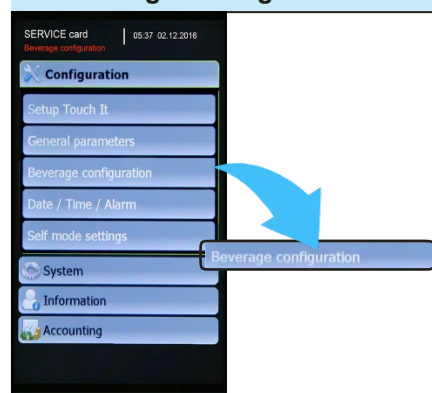 SERVICE card
05:37 02.12.2016
Beverage configuration
Configuration
Setup Touch It
General parameters
Beverage configuration
Date / Time / Alarm
Self mode settings
Beverage configuration
System
Information
Accounting